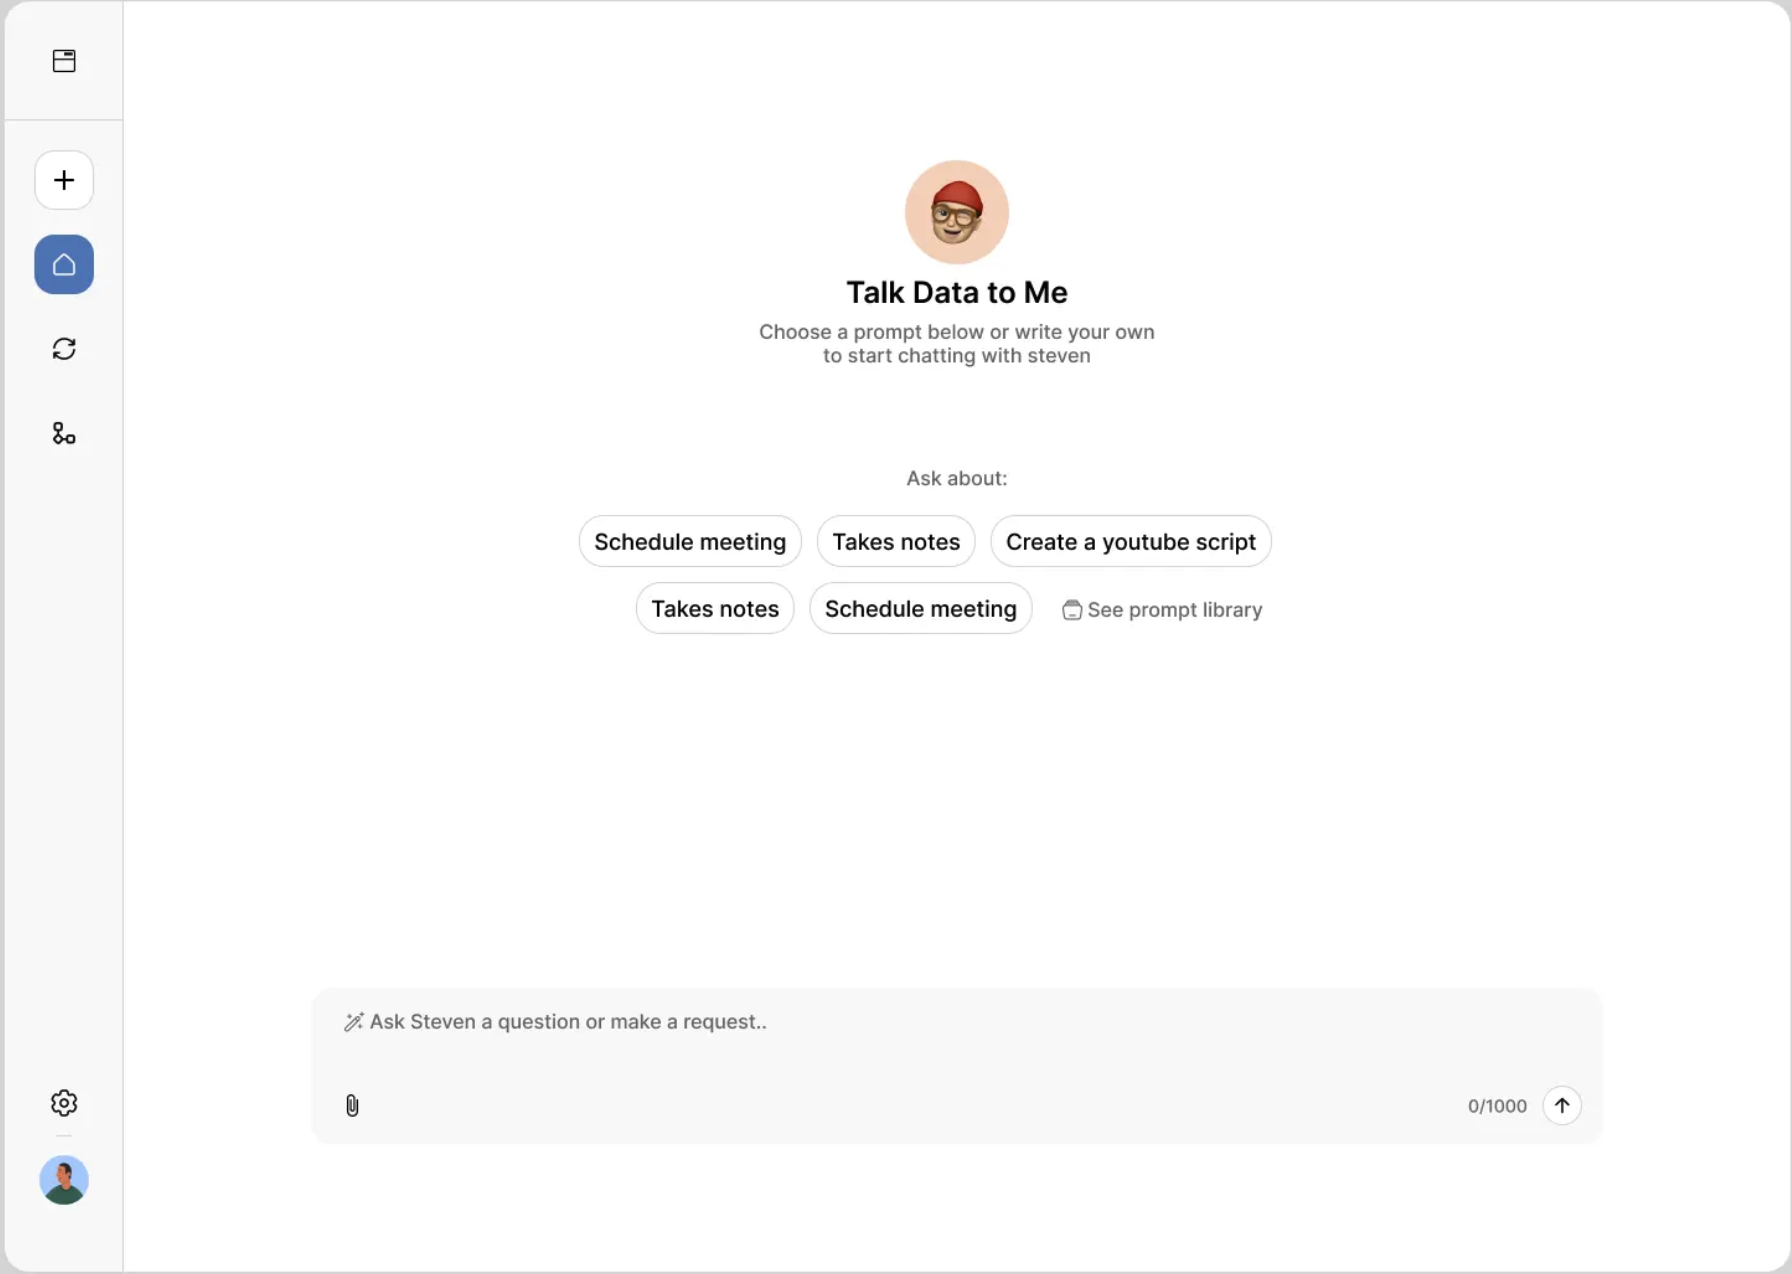 Talk Data to Me
Choose a prompt below or write your own
to start chatting with steven
Ask about:
Schedule meeting
Takes notes
Create a youtube script
Takes notes
Schedule meeting
See prompt library
Ask Steven a question or make a request..
0/1000